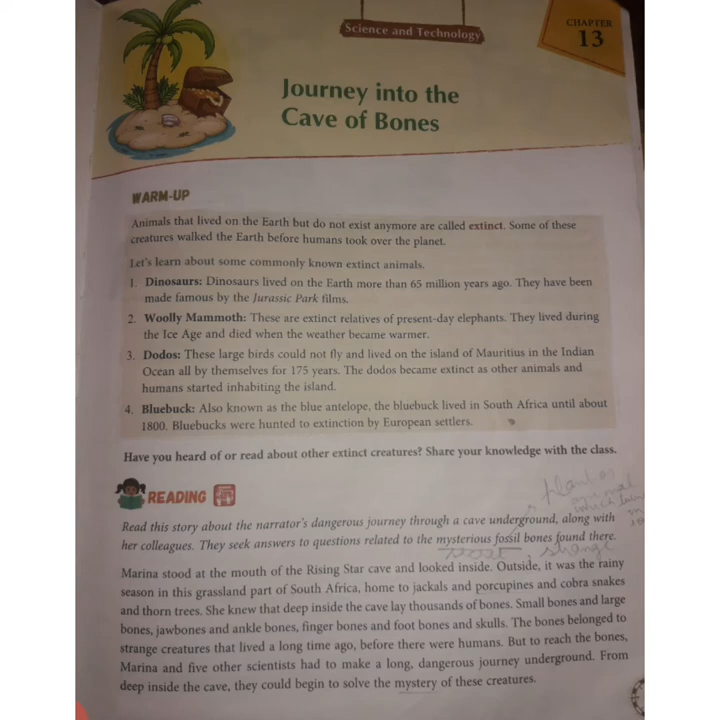 Science and Technology
CHAPTER
13
Journey into the
Cave of Bones
WARM-UP
Animals that lived on the Earth but do not exist anymore are called extinct. Some of these
creatures walked the Earth before humans took over the planet.
Let's learn about some commonly known extinct animals.
1. Dinosaurs: Dinosaurs lived on the Earth more than 65 million years ago. They have been
made famous by the Jurassic Park films.
2. Woolly Mammoth: These are extinct relatives of present-day elephants. They lived during
the Ice Age and died when the weather became warmer.
3. Dodos: These large birds could not fly and lived on the island of Mauritius in the Indian
Ocean all by themselves for 175 years. The dodos became extinct as other animals and
humans started inhabiting the island.
4. Bluebuck: Also known as the blue antelope, the bluebuck lived in South Africa until about
1800. Bluebucks were hunted to extinction by European settlers.
Have you heard of or read about other extinct creatures? Share your knowledge with the class.
plant or
animal
which
READING
Read this story about the narrator's dangerous journey through a cave underground, along with
her colleagues. They seek answers to questions related to the mysterious fossil bones found there.
strange
Marina stood at the mouth of the Rising Star cave and looked inside. Outside, it was the rainy
season in this grassland part of South Africa, home to jackals and porcupines and cobra snakes
and thorn trees. She knew that deep inside the cave lay thousands of bones. Small bones and large
bones, jawbones and ankle bones, finger bones and foot bones and skulls. The bones belonged to
strange creatures that lived a long time ago, before there were humans. But to reach the bones,
Marina and five other scientists had to make a long, dangerous journey underground. From
deep inside the cave, they could begin to solve the mystery of these creatures.